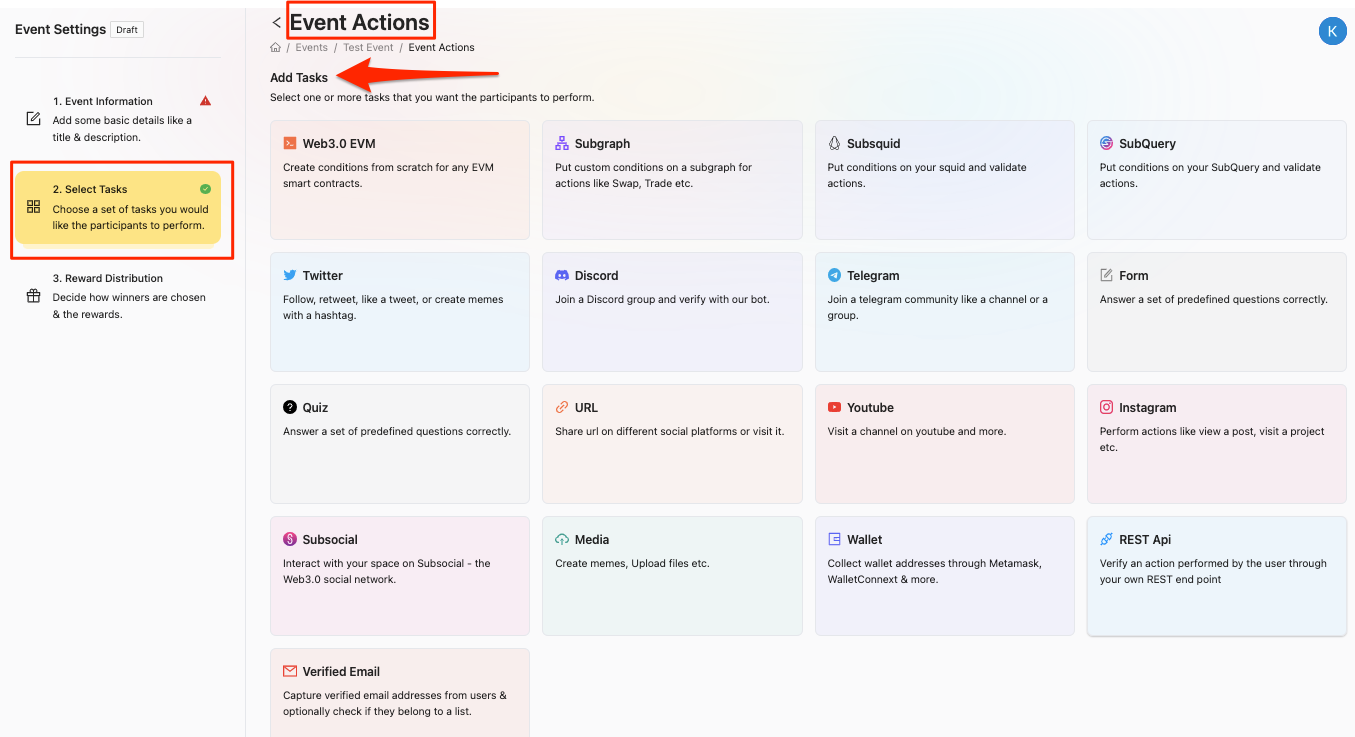 Event Settings Draft
1. Event Information
Add some basic details like a
title & description.
2. Select Tasks
Choose a set of tasks you would
like the participants to perform.
3. Reward Distribution
Decide how winners are chosen
& the rewards.
Event Actions
K
/ Events / Test Event / Event Actions
Add Tasks
Select one or more tasks that you want the participants to perform.
Web3.0 EVM
Create conditions from scratch for any EVM
smart contracts.
Subgraph
Put custom conditions on a subgraph for
actions like Swap, Trade etc.
Subsquid
Put conditions on your squid and validate
actions.
SubQuery
Put conditions on your SubQuery and validate
actions.
Twitter
Follow, retweet, like a tweet, or create memes
with a hashtag.
Discord
Join a Discord group and verify with our bot.
Telegram
Join a telegram community like a channel or a
group.
Form
Answer a set of predefined questions correctly.
Quiz
Answer a set of predefined questions correctly.
URL
Share url on different social platforms or visit it.
Youtube
Visit a channel on youtube and more.
Instagram
Perform actions like view a post, visit a project
etc.
Subsocial
Interact with your space on Subsocial - the
Web3.0 social network.
Media
Create memes, Upload files etc.
Wallet
Collect wallet addresses through Metamask,
WalletConnext & more.
REST Api
Verify an action performed by the user through
your own REST end point
Verified Email
Capture verified email addresses from users &
optionally check if they belong to a list.